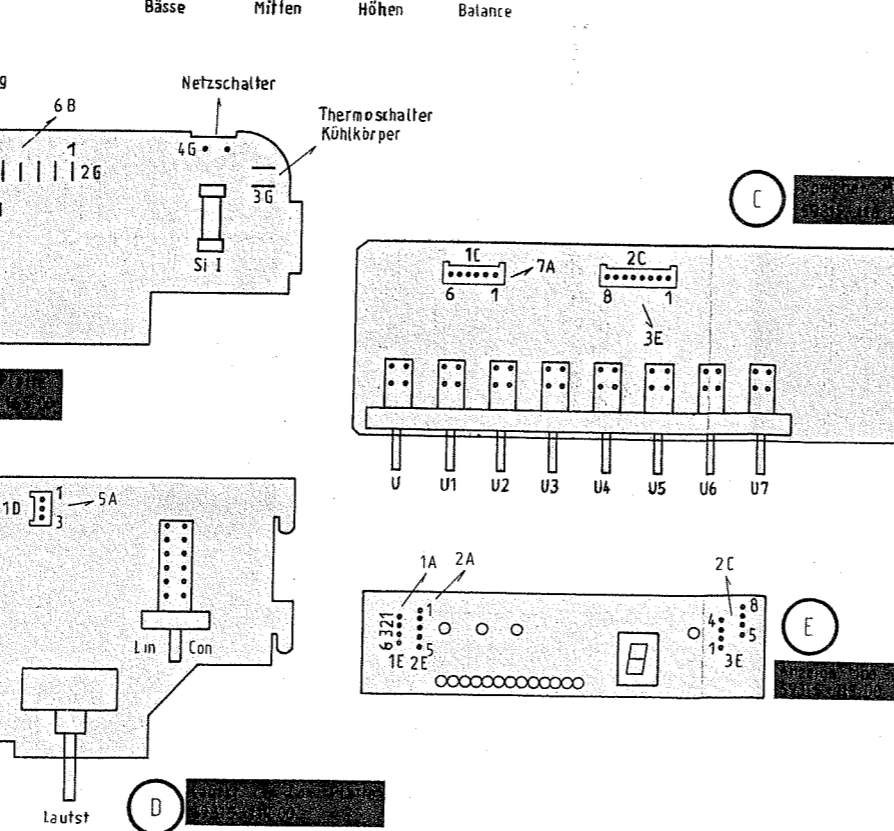 Bässe Mitten Höhen Balance
g
Netzschalter
6B
Thermoschalter
Kühlkörper
1
4G
2G
3G
Si I
C
1C
7A
2C
6 1
8 1
3E
U U1 U2 U3 U4 U5 U6 U7
1D
1
3
5A
Lin Con
1A 2A 2C
6 3 2 1
1
5
1E 2E
4
1
8
5
3E
E
Lautst
D